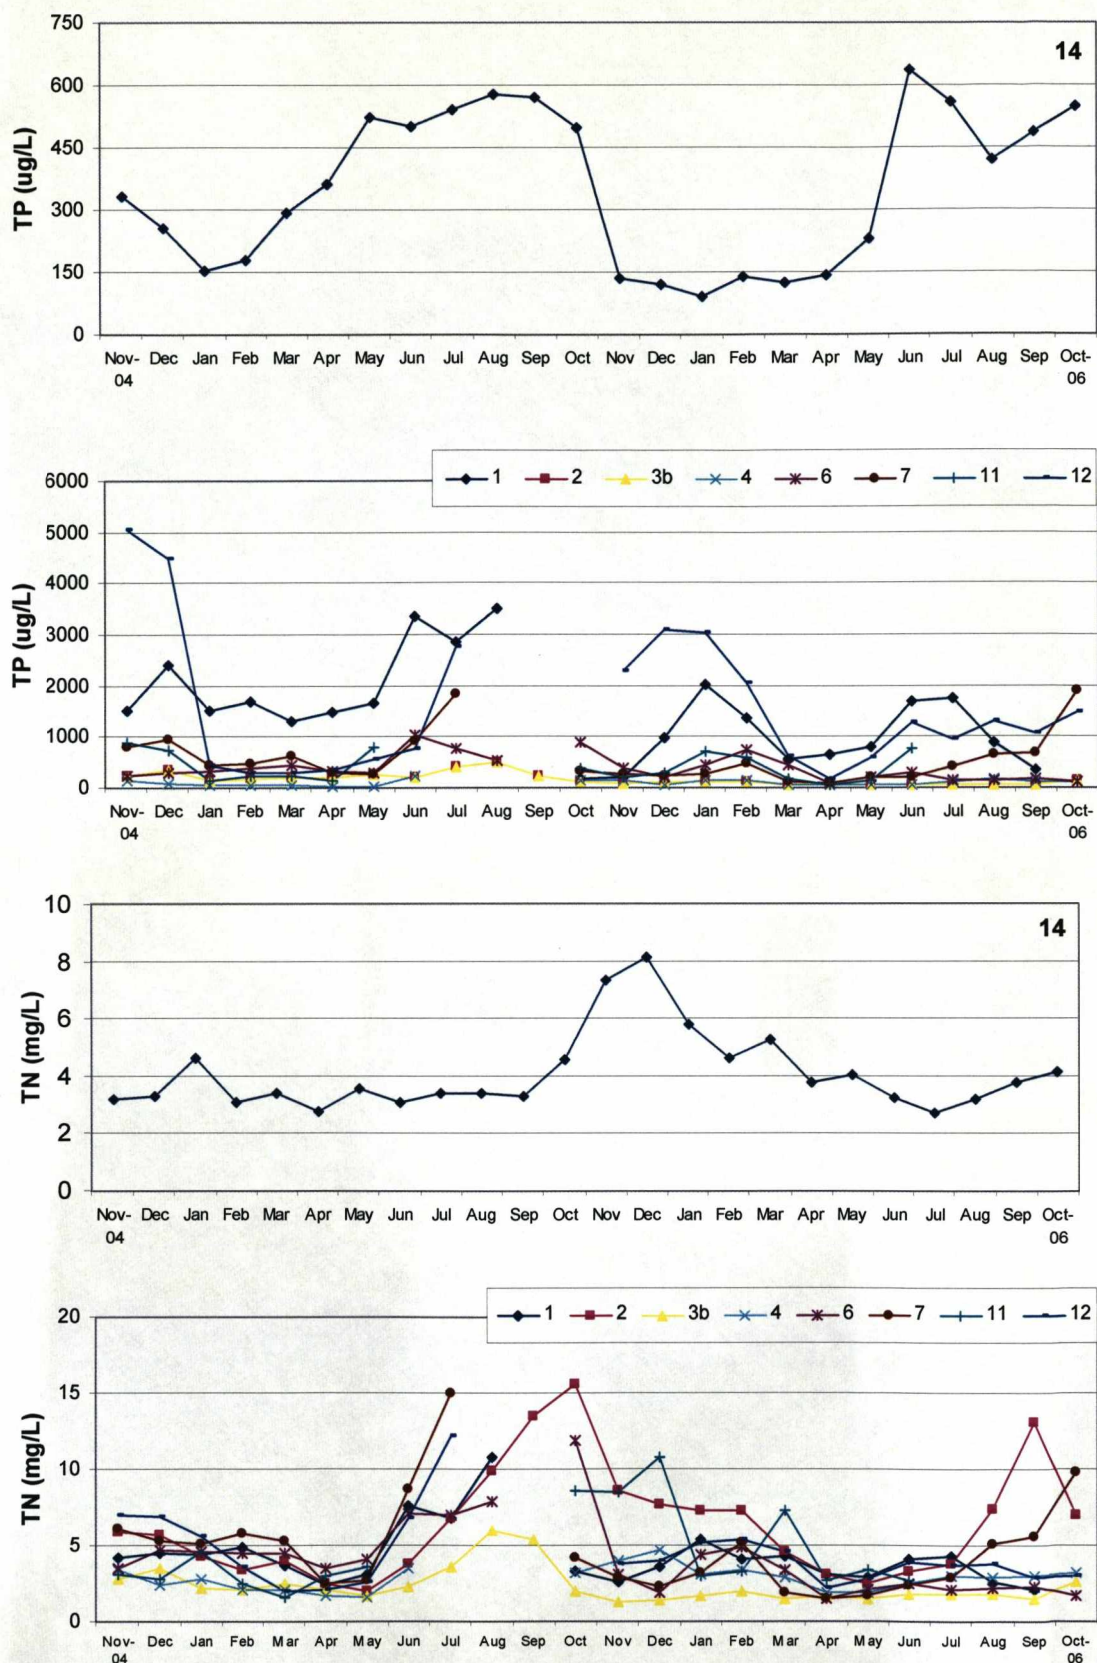 750
600
450
300
150
0
TP (ug/L)
14
Nov-04 Dec Jan Feb Mar Apr May Jun Jul Aug Sep Oct Nov Dec Jan Feb Mar Apr May Jun Jul Aug Sep Oct-06
1 2 3b 4 6 7 11 12
6000
5000
4000
3000
2000
1000
0
TP (ug/L)
Nov-04 Dec Jan Feb Mar Apr May Jun Jul Aug Sep Oct Nov Dec Jan Feb Mar Apr May Jun Jul Aug Sep Oct-06
10
8
6
4
2
0
TN (mg/L)
14
Nov-04 Dec Jan Feb Mar Apr May Jun Jul Aug Sep Oct Nov Dec Jan Feb Mar Apr May Jun Jul Aug Sep Oct-06
1 2 3b 4 6 7 11 12
20
15
10
5
0
TN (mg/L)
Nov-04 Dec Jan Feb Mar Apr May Jun Jul Aug Sep Oct Nov Dec Jan Feb Mar Apr May Jun Jul Aug Sep Oct-06